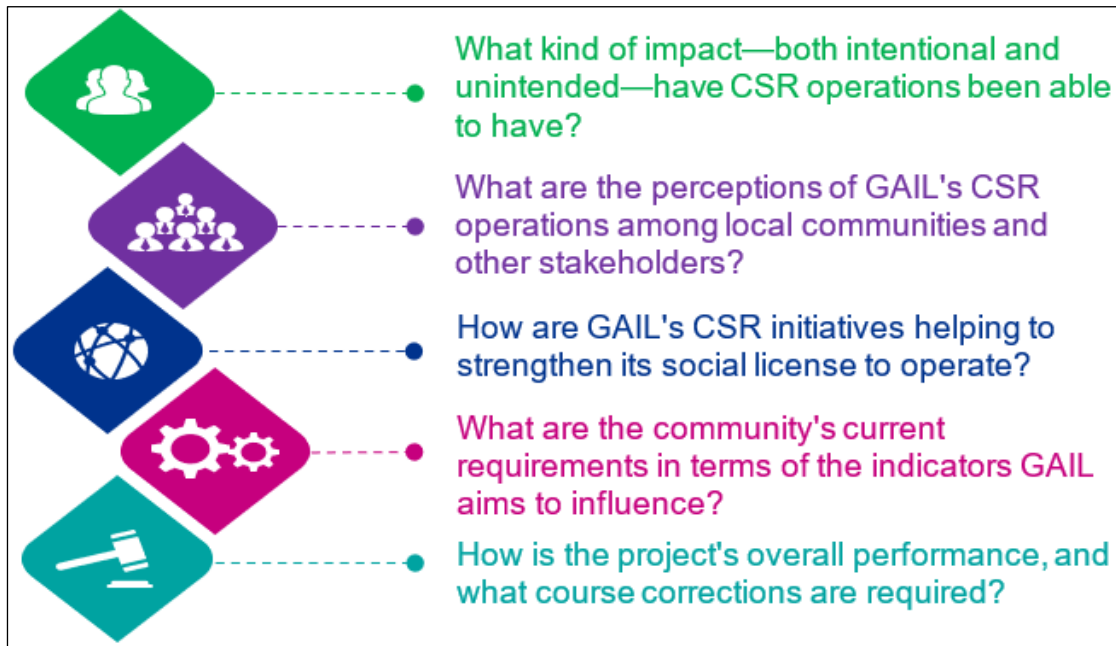 What kind of impact—both intentional and
unintended—have CSR operations been able
to have?
What are the perceptions of GAIL's CSR
operations among local communities and
other stakeholders?
How are GAIL's CSR initiatives helping to
strengthen its social license to operate?
What are the community's current
requirements in terms of the indicators GAIL
aims to influence?
How is the project's overall performance, and
what course corrections are required?